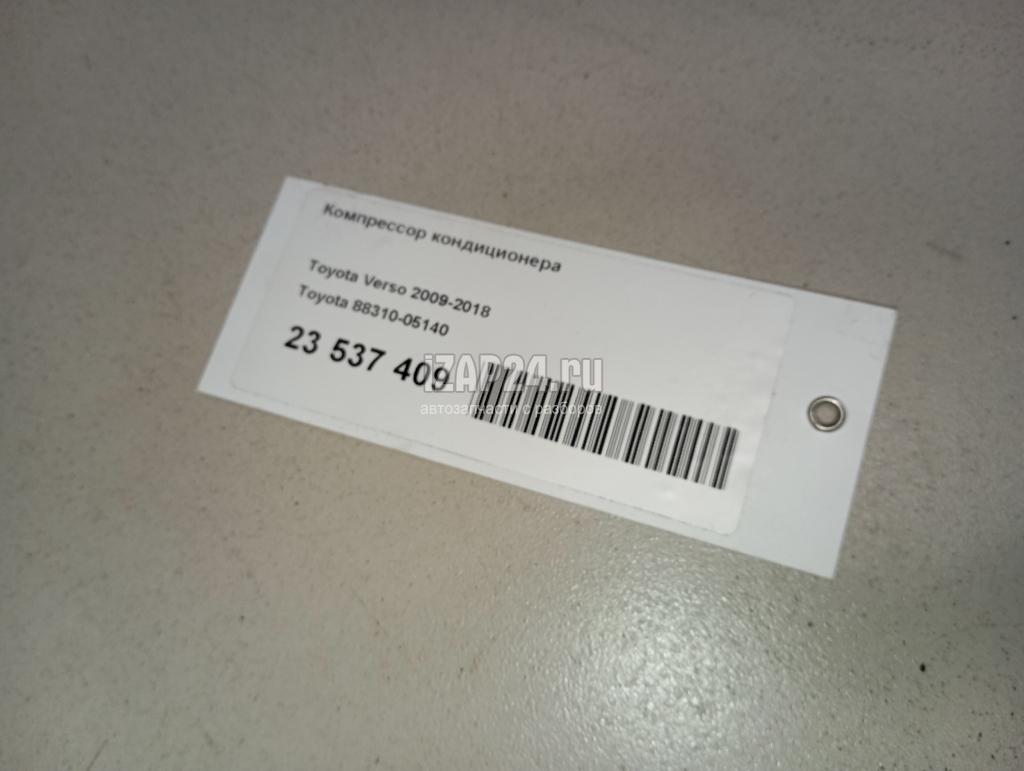 Компрессор кондиционера
Toyota Verso 2009-2018
Toyota 88310-05140
23 537 409
iZAP24.ru
автозапчасти с разборов